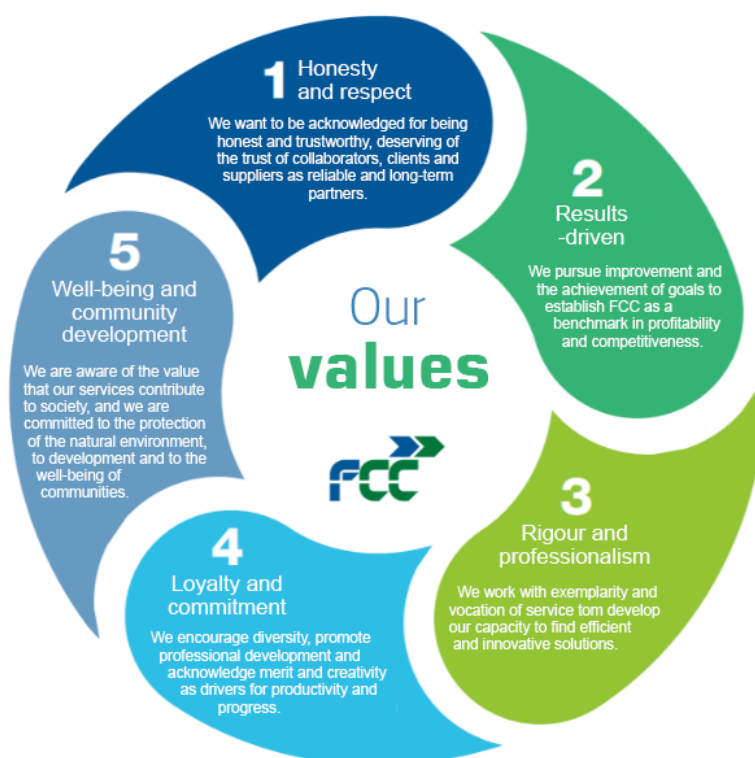 1 Honesty
and respect
We want to be acknowledged for being
honest and trustworthy, deserving of
the trust of collaborators, clients and
suppliers as reliable and long-term
partners.
2
Results
-driven
We pursue improvement and
the achievement of goals to
establish FCC as a
benchmark in profitability
and competitiveness.
3
Rigour and
professionalism
We work with exemplarity and
vocation of service tom develop
our capacity to find efficient
and innovative solutions.
4
Loyalty and
commitment
We encourage diversity, promote
professional development and
acknowledge merit and creativity
as drivers for productivity and
progress.
5
Well-being and
community
development
We are aware of the value
that our services contribute
to society, and we are
committed to the protection
of the natural environment,
to development and to the
well-being of
communities.
Our
values
FCC